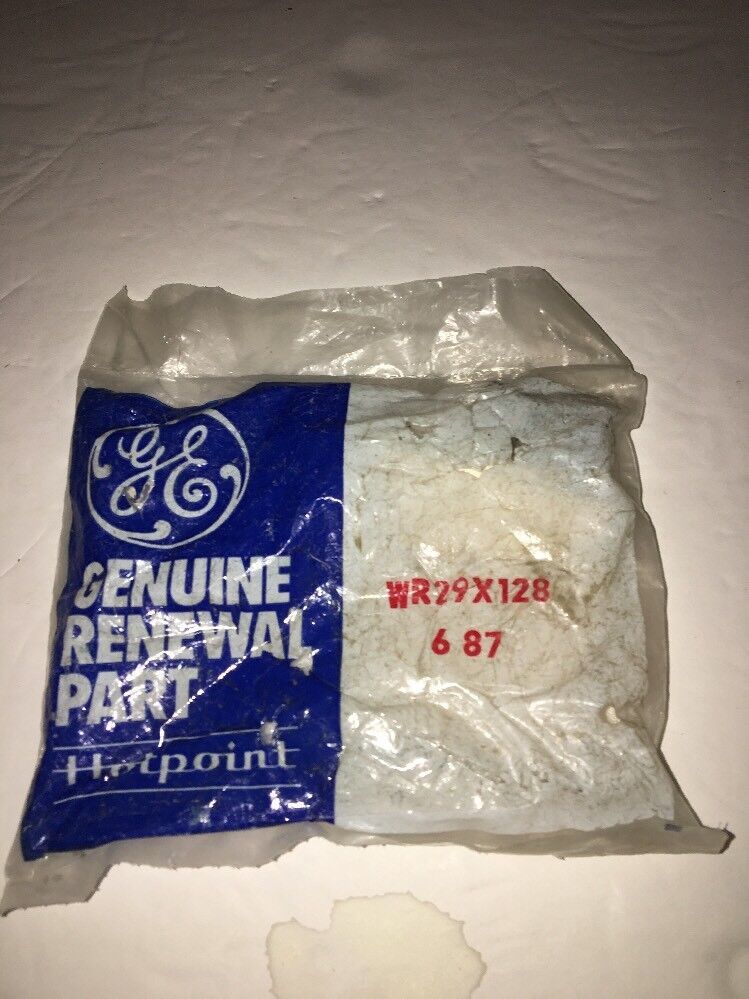 GE
GENUINE
RENEWAL
PART
Hotpoint
WR29X128
6 87